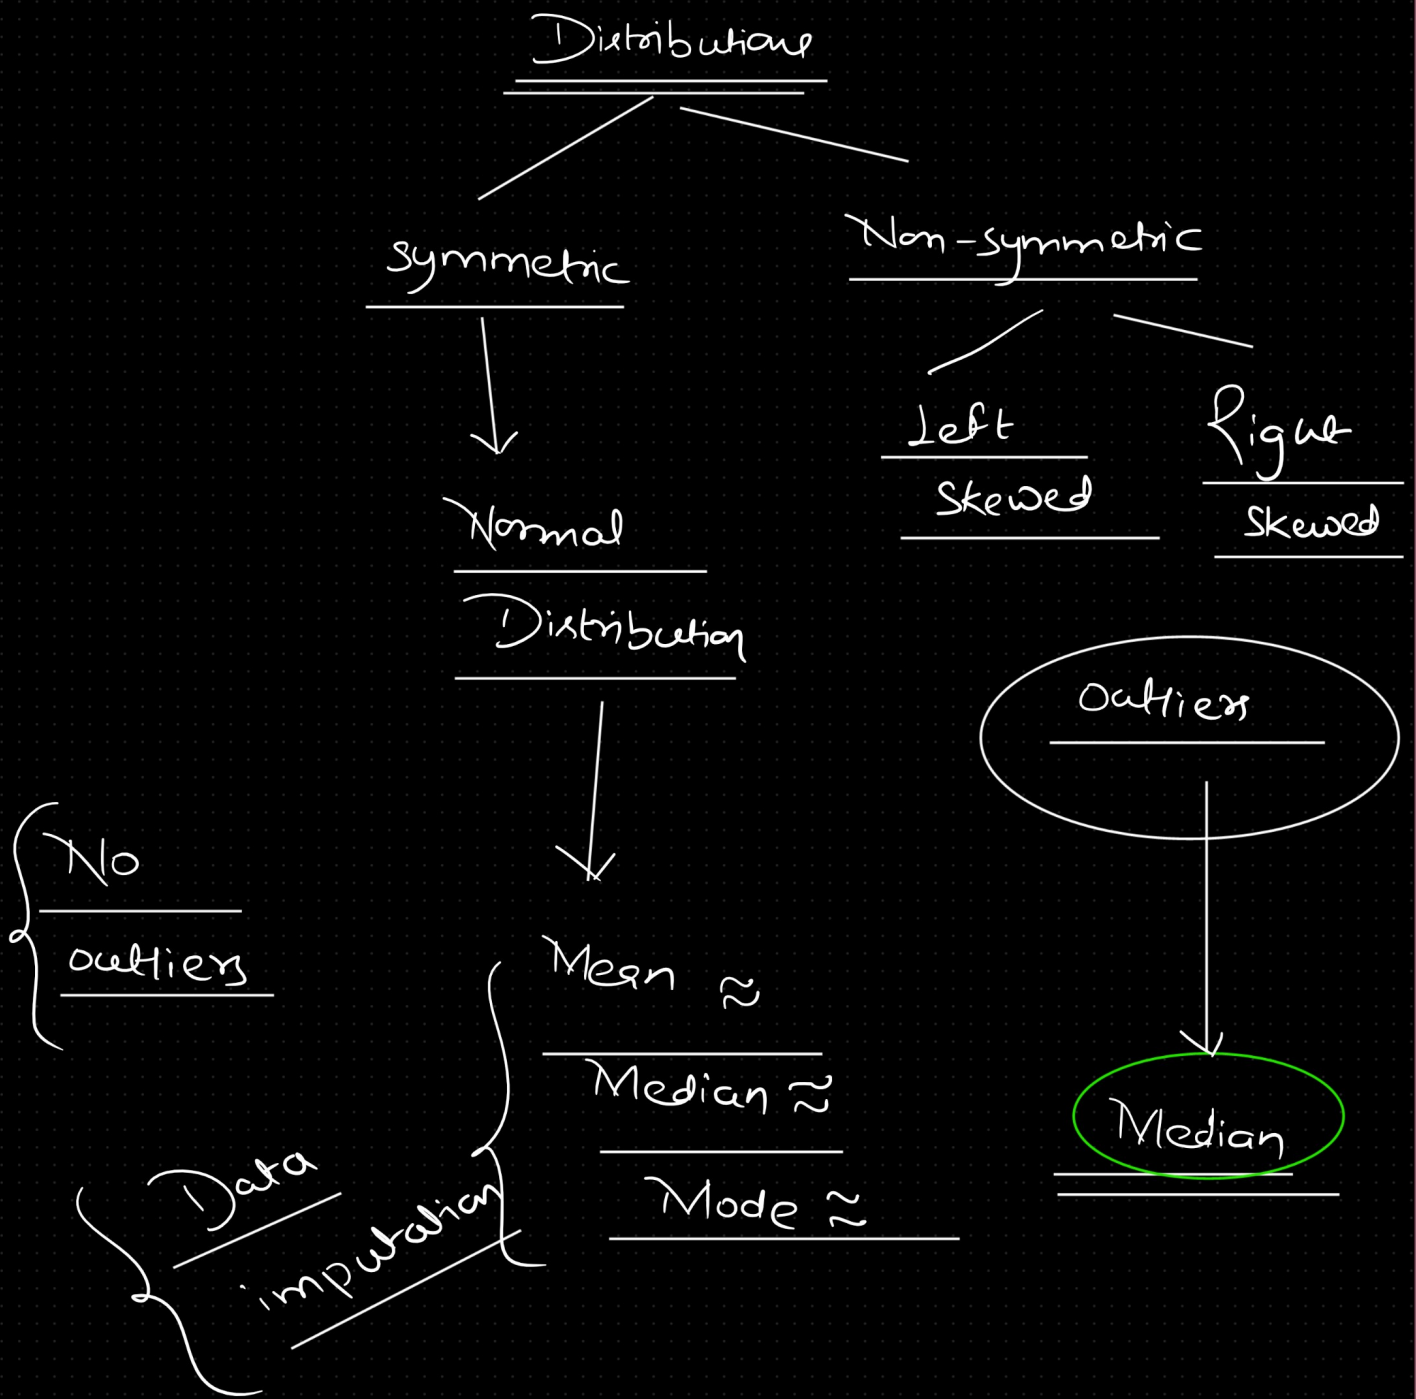 Distributions
symmetric
Non-symmetric
Left
Skewed
Right
Skewed
Normal
Distribution
outliers
No
outliers
Mean ≈
Median ≈
Mode ≈
Data
imputation
Median